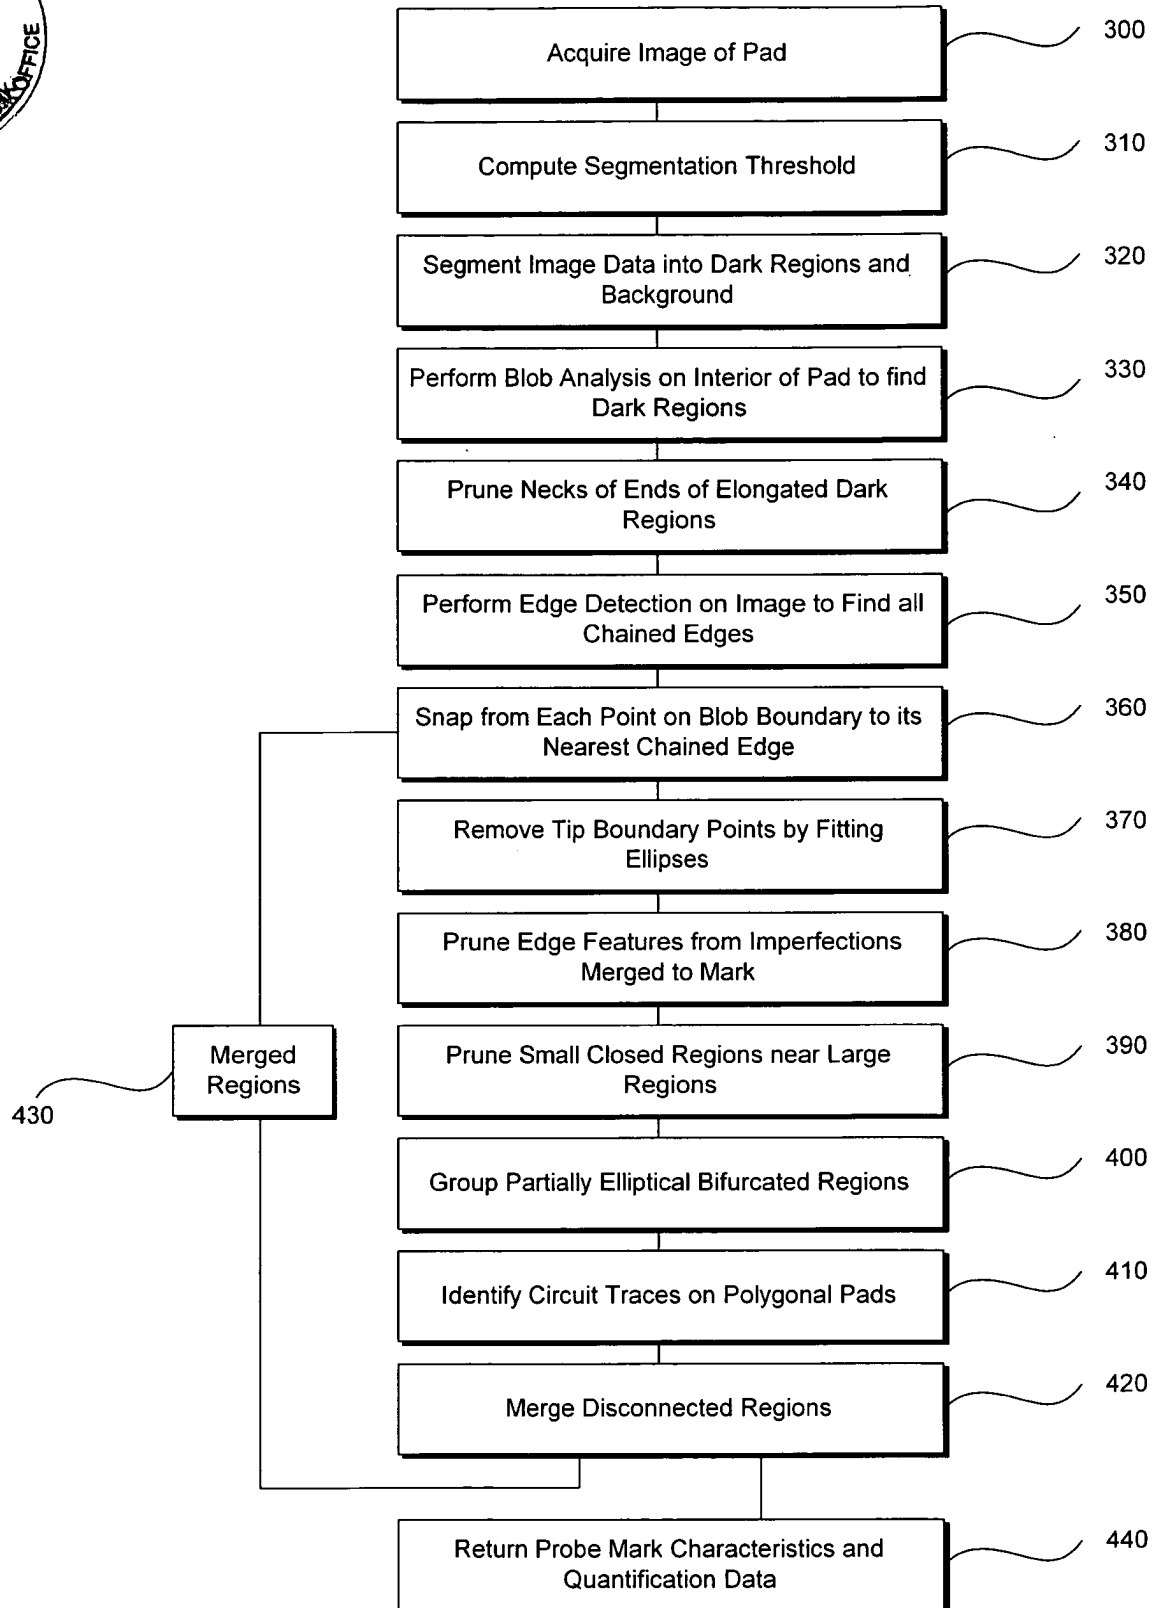 OFFICE
Acquire Image of Pad
300
Compute Segmentation Threshold
310
Segment Image Data into Dark Regions and
Background
320
Perform Blob Analysis on Interior of Pad to find
Dark Regions
330
Prune Necks of Ends of Elongated Dark
Regions
340
Perform Edge Detection on Image to Find all
Chained Edges
350
Snap from Each Point on Blob Boundary to its
Nearest Chained Edge
360
Remove Tip Boundary Points by Fitting
Ellipses
370
Prune Edge Features from Imperfections
Merged to Mark
380
Merged
Regions
430
Prune Small Closed Regions near Large
Regions
390
Group Partially Elliptical Bifurcated Regions
400
Identify Circuit Traces on Polygonal Pads
410
Merge Disconnected Regions
420
Return Probe Mark Characteristics and
Quantification Data
440